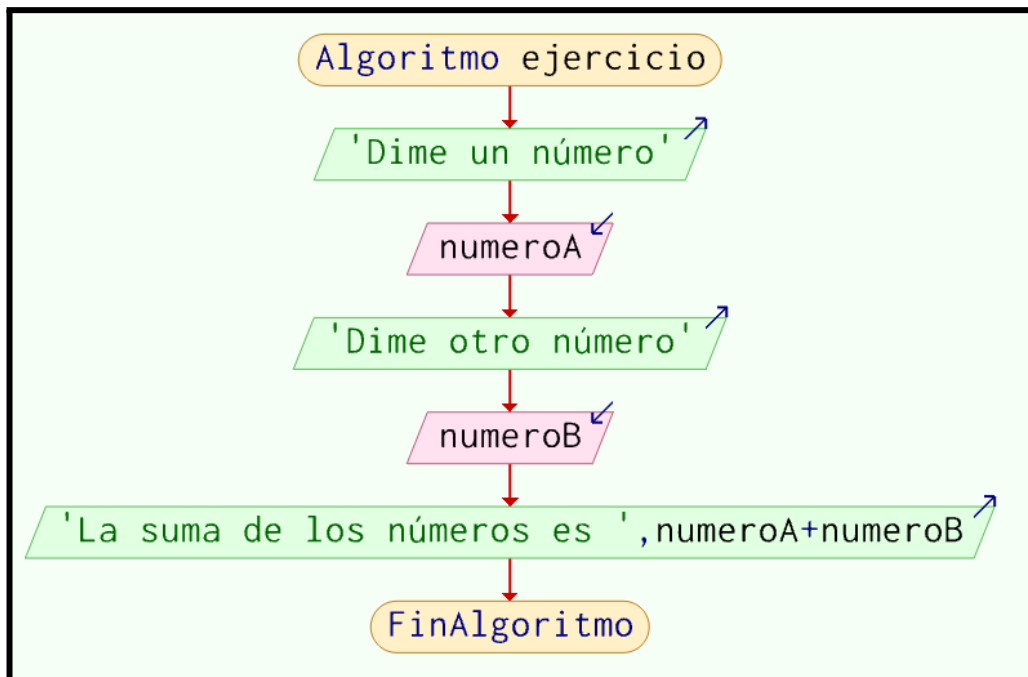 Algoritmo ejercicio
'Dime un número'
numeroA
'Dime otro número'
numeroB
'La suma de los números es ',numeroA+numeroB
FinAlgoritmo